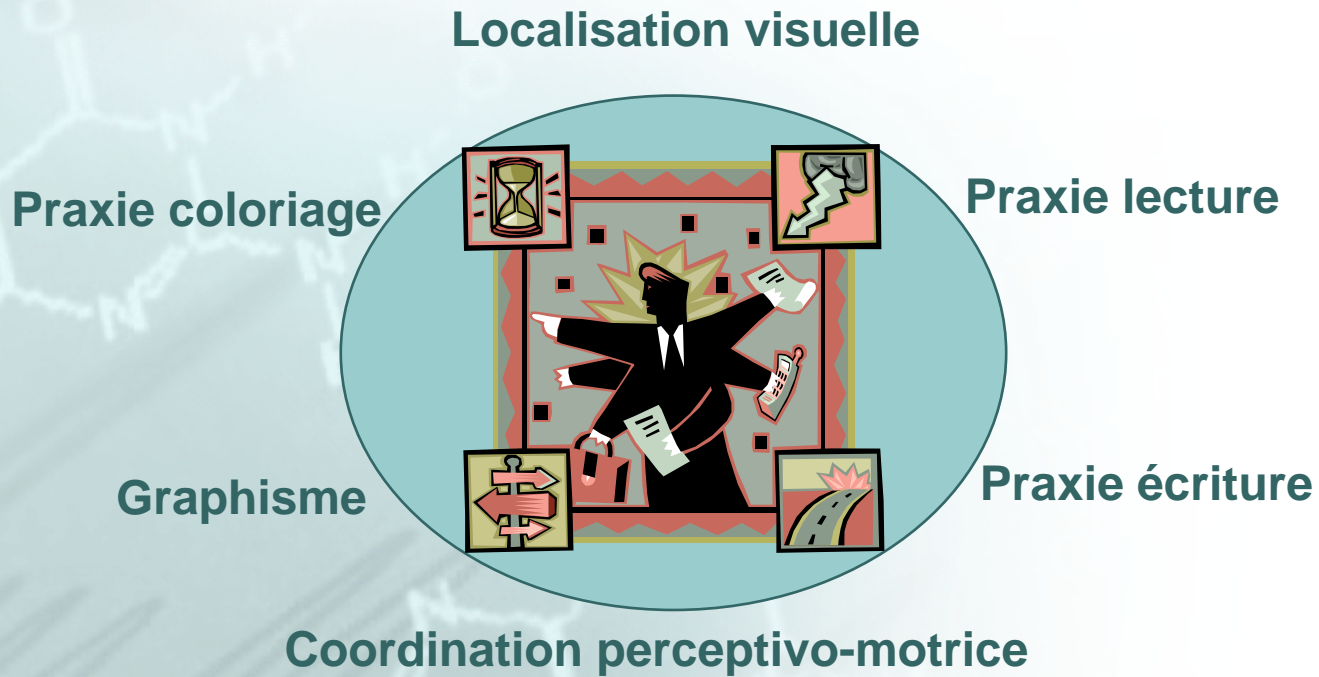 Localisation visuelle
Praxie coloriage
Praxie lecture
Graphisme
Praxie écriture
Coordination perceptivo-motrice